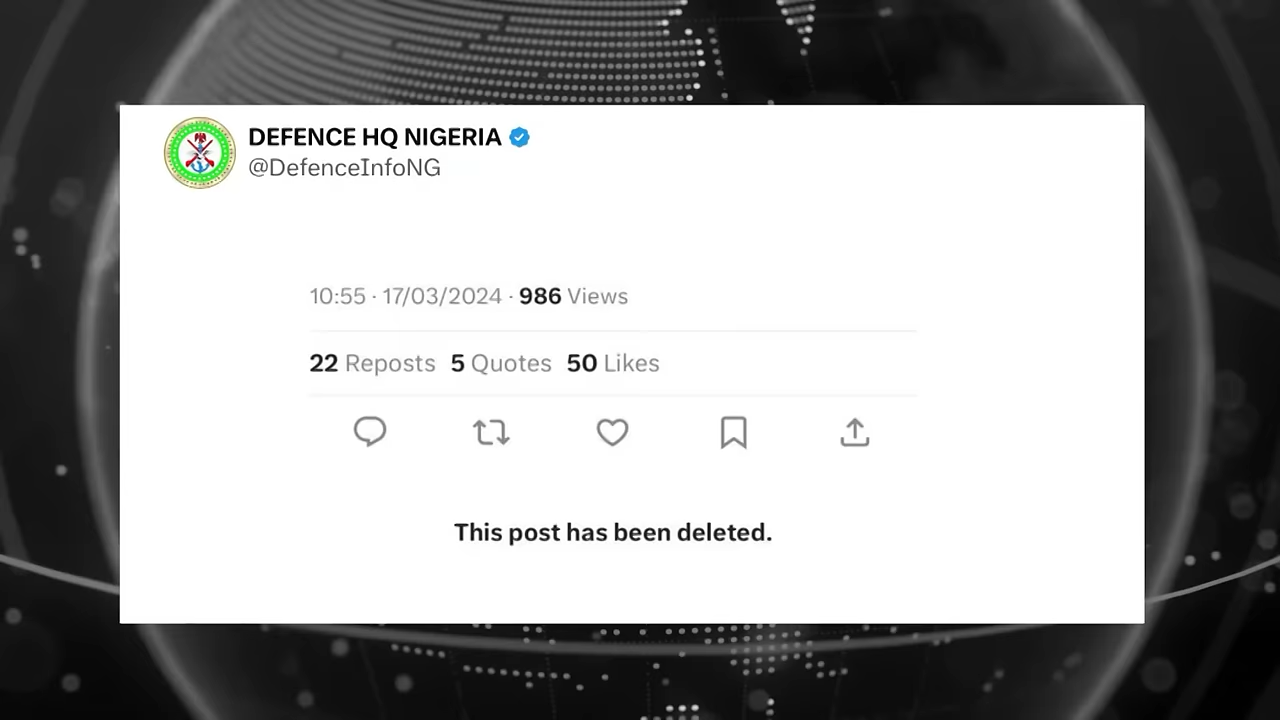 DEFENCE HQ NIGERIA
@DefenceInfoNG
10:55 · 17/03/2024 · 986 Views
22 Reposts 5 Quotes 50 Likes
This post has been deleted.